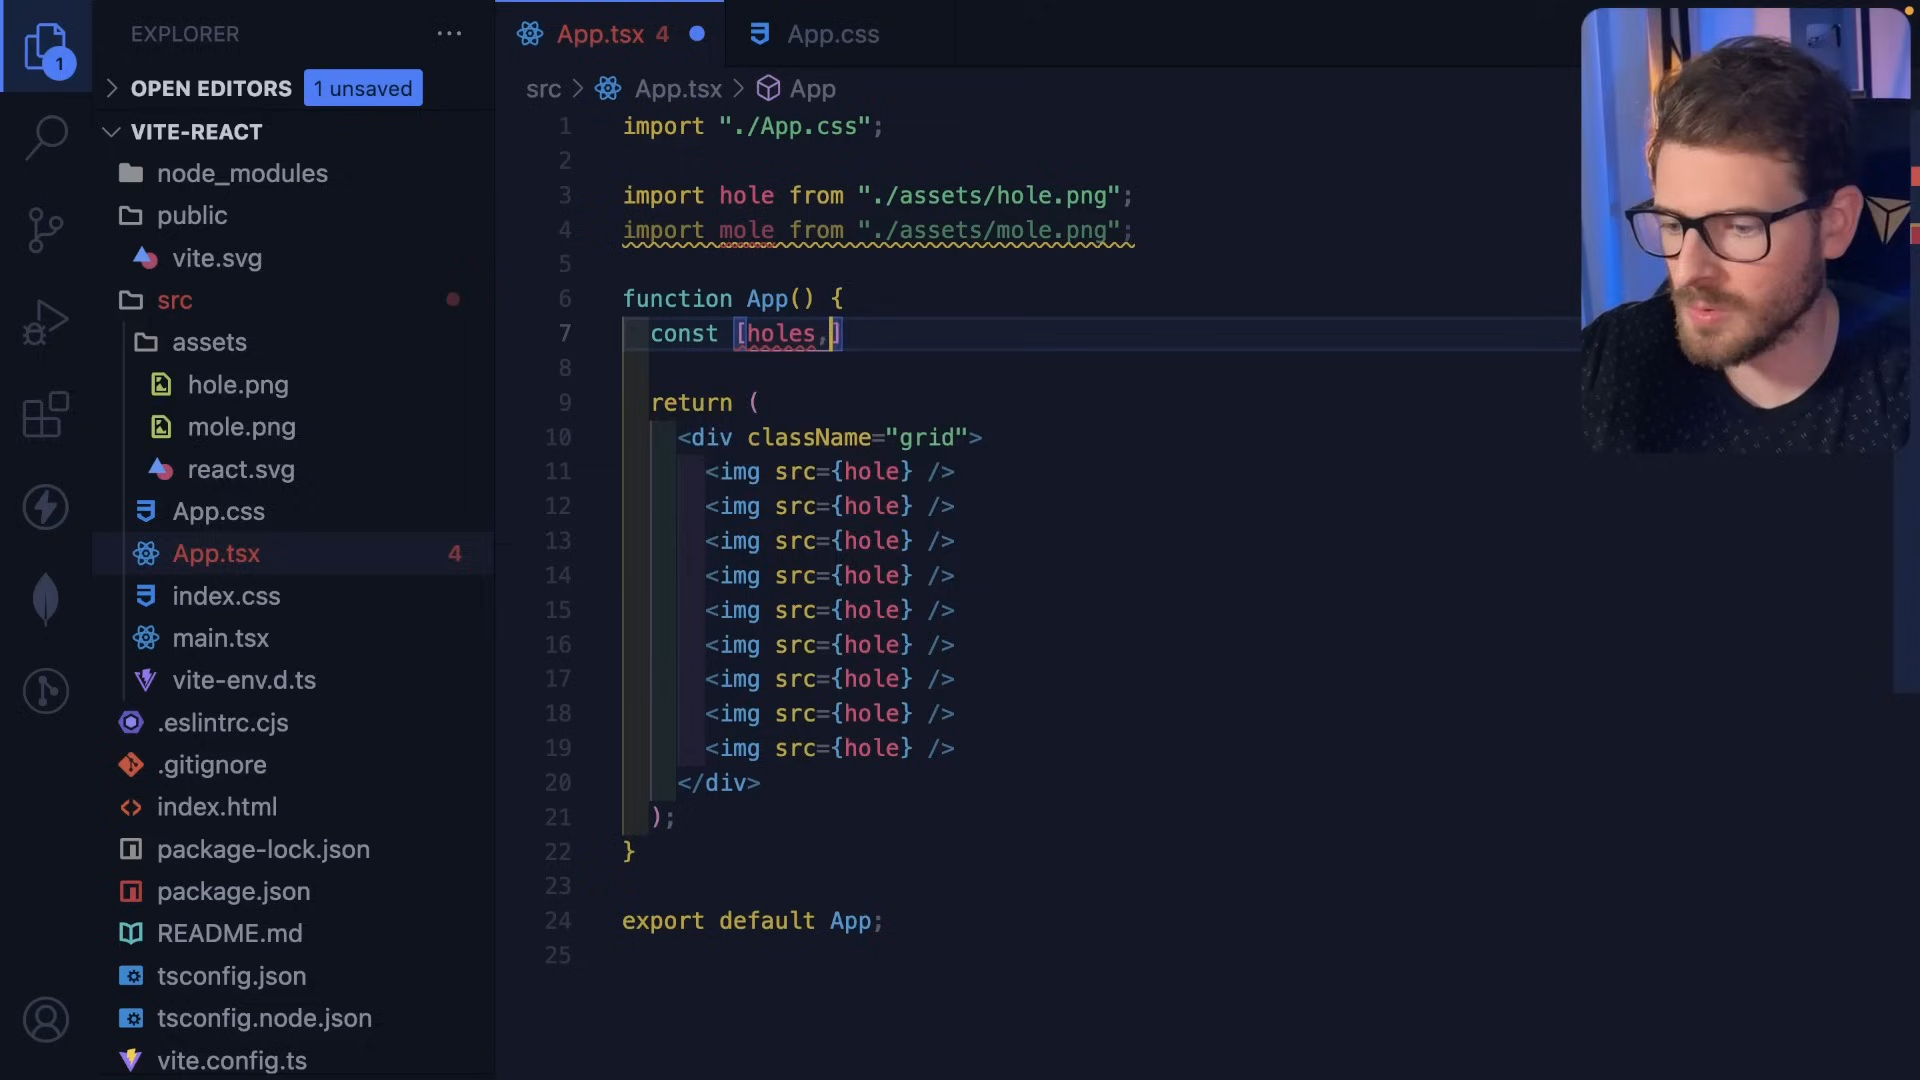 EXPLORER
OPEN EDITORS 1 unsaved
VITE-REACT
node_modules
public
vite.svg
src
assets
hole.png
mole.png
react.svg
App.css
App.tsx 4
index.css
main.tsx
vite-env.d.ts
.eslintrc.cjs
.gitignore
index.html
package-lock.json
package.json
README.md
tsconfig.json
tsconfig.node.json
vite.config.ts
1
App.tsx 4
App.css
src > App.tsx > App
1 import "./App.css";
2
3 import hole from "./assets/hole.png";
4 import mole from "./assets/mole.png";
5
6 function App() {
7 const [holes,]
8
9 return (
10 <div className="grid">
11 <img src={hole} />
12 <img src={hole} />
13 <img src={hole} />
14 <img src={hole} />
15 <img src={hole} />
16 <img src={hole} />
17 <img src={hole} />
18 <img src={hole} />
19 <img src={hole} />
20 </div>
21 );
22 }
23
24 export default App;
25